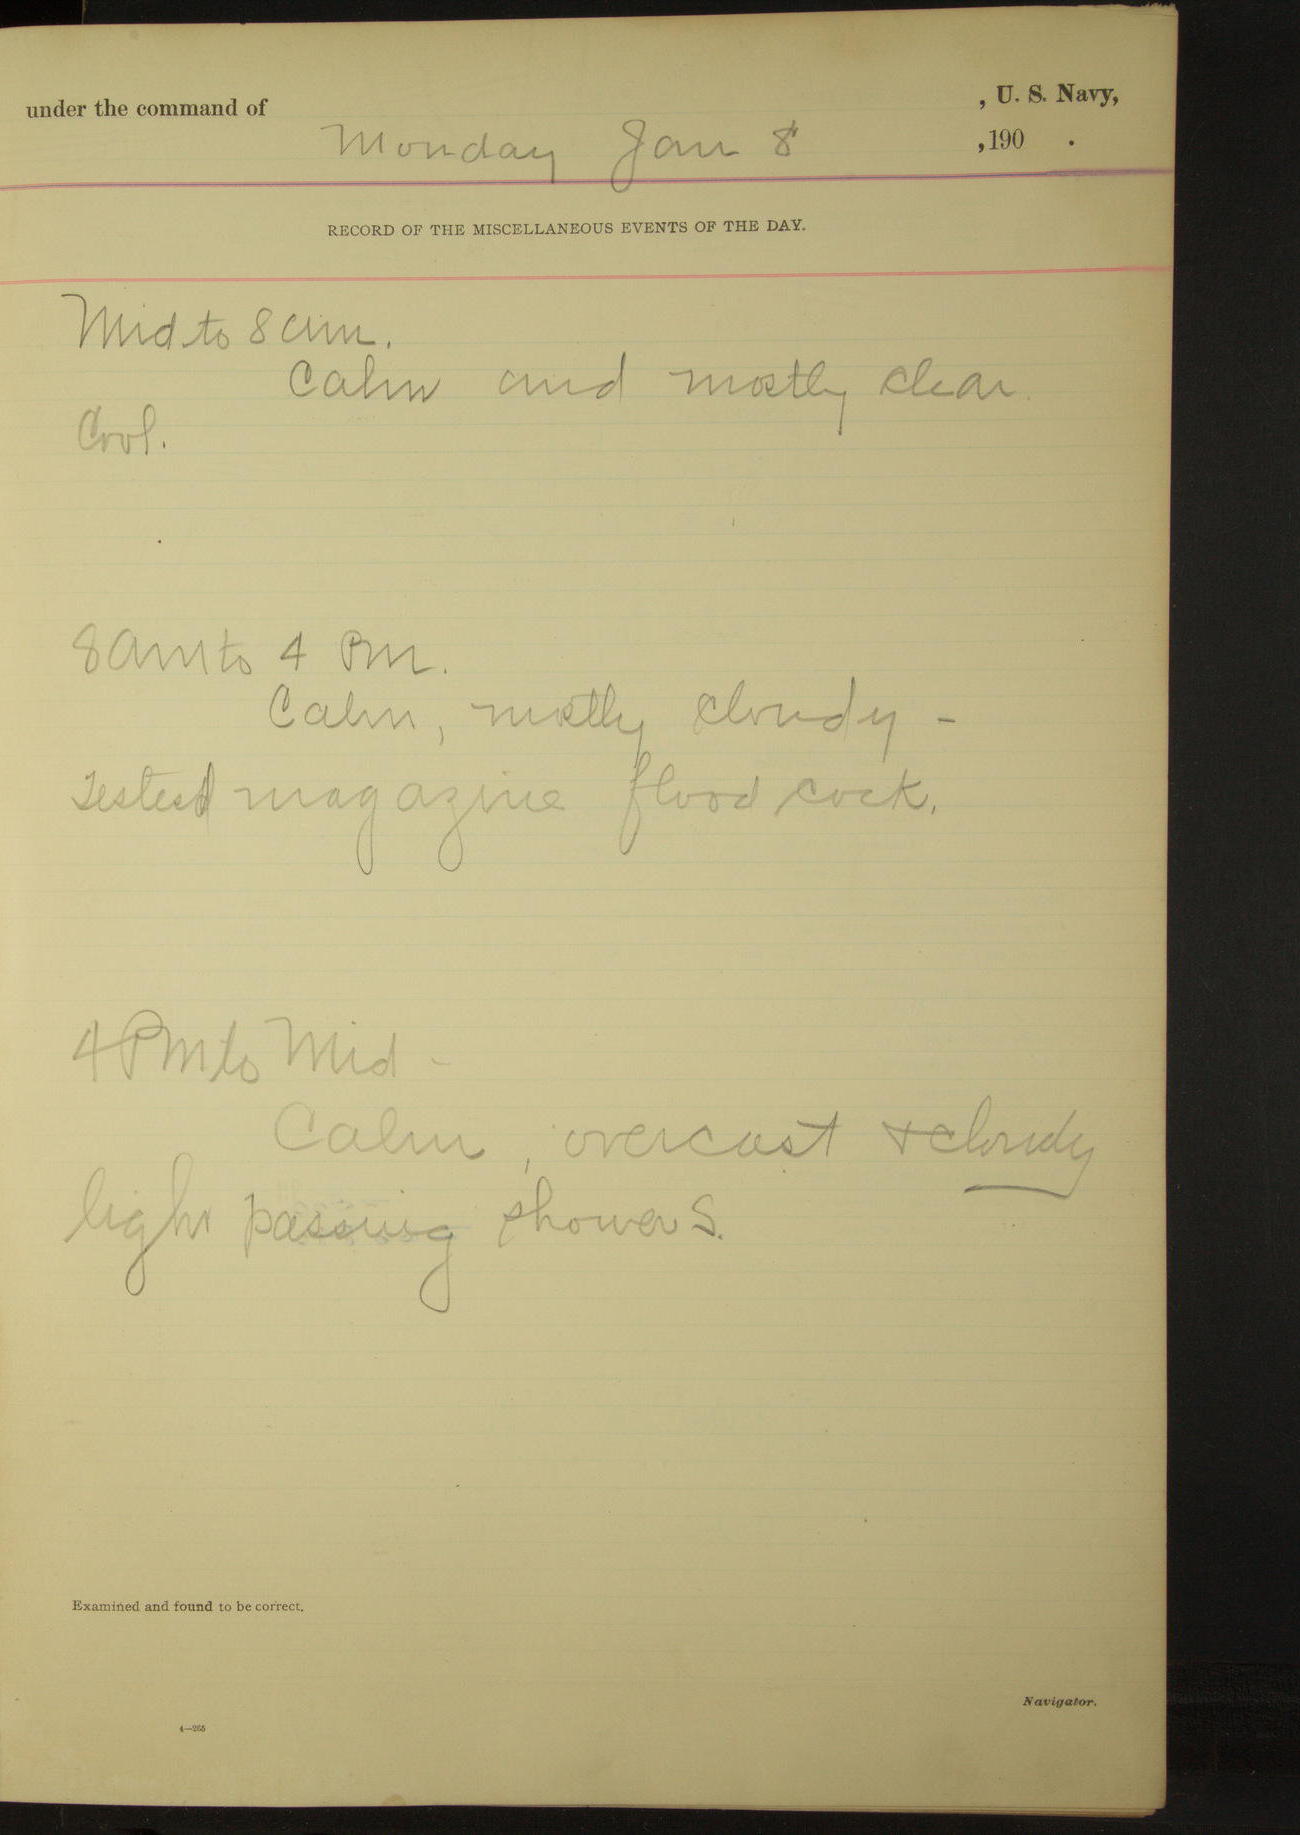 under the command of , U. S. Navy,
Monday Jan 8 , 190 .
RECORD OF THE MISCELLANEOUS EVENTS OF THE DAY.
Mid to 8 am.
Calm and mostly clear.
Cool.
8 Am to 4 Pm.
Calm, mostly cloudy -
Tested magazine flood cock.
4 Pm to Mid -
Calm, overcast + cloudy
light passing showers.
Examined and found to be correct.
Navigator.
4—265